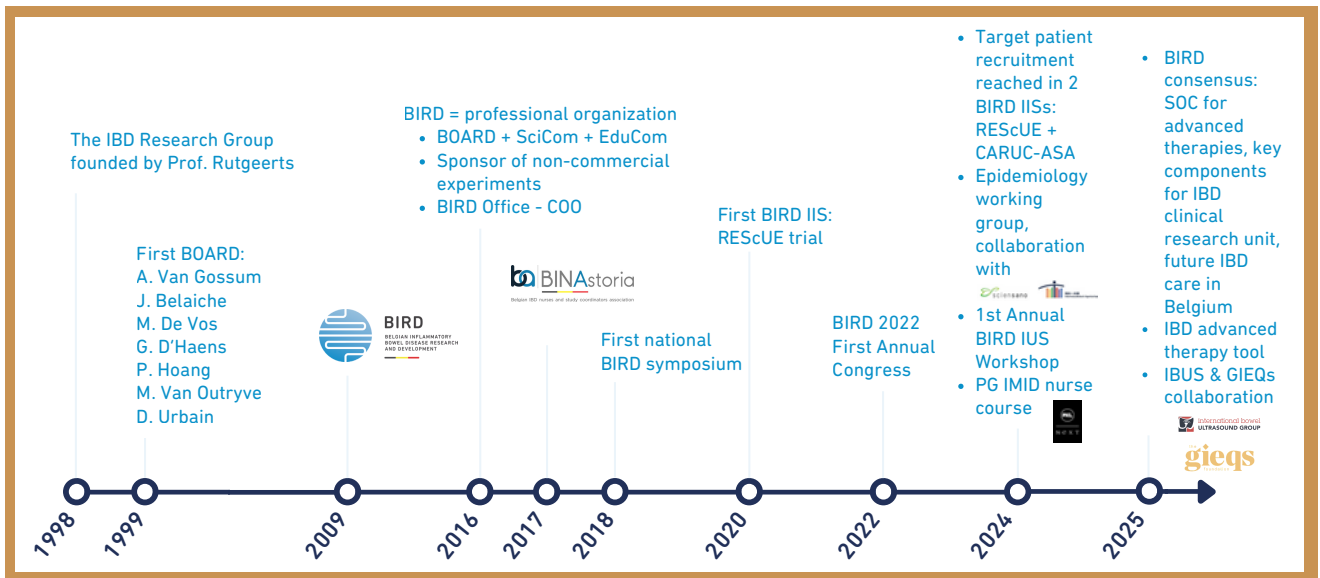 The IBD Research Group
founded by Prof. Rutgeerts
First BOARD:
A. Van Gossum
J. Belaiche
M. De Vos
G. D'Haens
P. Hoang
M. Van Outryve
D. Urbain
BIRD
BELGIAN INFLAMMATORY
BOWEL DISEASE RESEARCH
AND DEVELOPMENT
BIRD = professional organization
• BOARD + SciCom + EduCom
• Sponsor of non-commercial
experiments
• BIRD Office - COO
ba BINAstoria
Belgian IBD nurses and study coordinators association
First national
BIRD symposium
First BIRD IIS:
REScUE trial
BIRD 2022
First Annual
Congress
• Target patient
recruitment
reached in 2
BIRD IISs:
REScUE +
CARUC-ASA
• Epidemiology
working
group,
collaboration
with
sciensano
• 1st Annual
BIRD IUS
Workshop
• PG IMID nurse
course
NEXT
• BIRD
consensus:
SOC for
advanced
therapies, key
components
for IBD
clinical
research unit,
future IBD
care in
Belgium
• IBD advanced
therapy tool
• IBUS & GIEQs
collaboration
international bowel
ULTRASOUND GROUP
gieqs
1998
1999
2009
2016
2017
2018
2020
2022
2024
2025